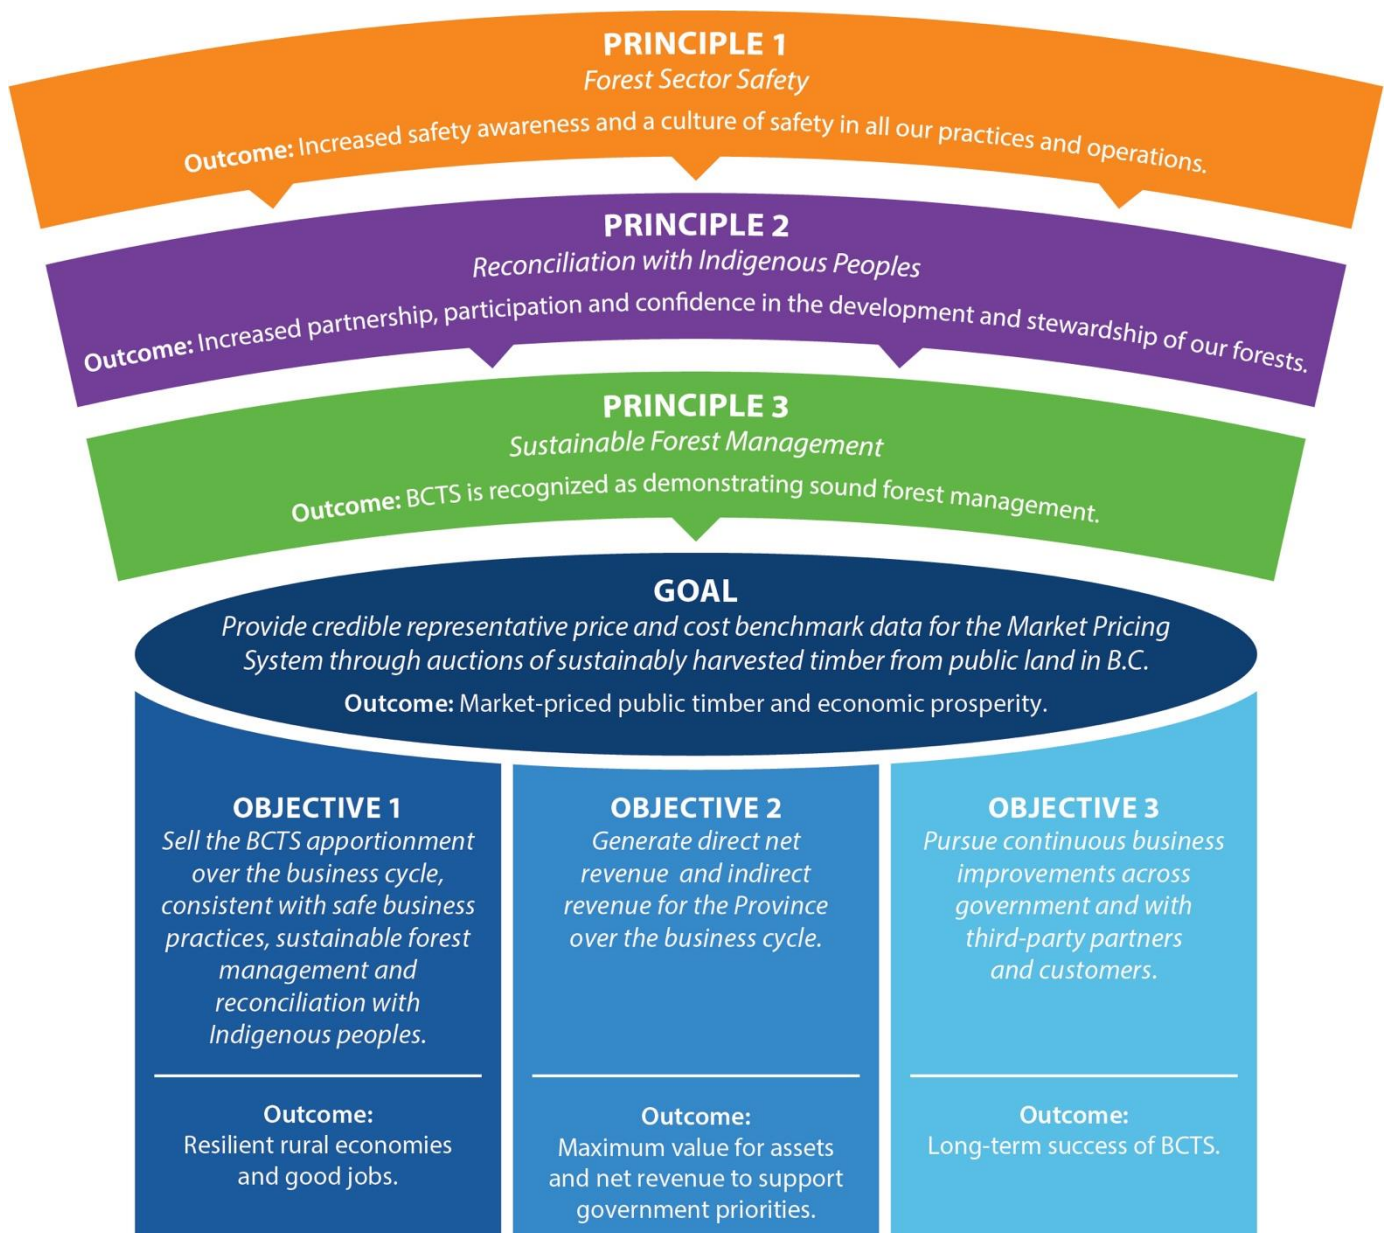 PRINCIPLE 1
Forest Sector Safety
Outcome: Increased safety awareness and a culture of safety in all our practices and operations.
PRINCIPLE 2
Reconciliation with Indigenous Peoples
Outcome: Increased partnership, participation and confidence in the development and stewardship of our forests.
PRINCIPLE 3
Sustainable Forest Management
Outcome: BCTS is recognized as demonstrating sound forest management.
GOAL
Provide credible representative price and cost benchmark data for the Market Pricing
System through auctions of sustainably harvested timber from public land in B.C.
Outcome: Market-priced public timber and economic prosperity.
OBJECTIVE 1
Sell the BCTS apportionment
over the business cycle,
consistent with safe business
practices, sustainable forest
management and
reconciliation with
Indigenous peoples.
Outcome:
Resilient rural economies
and good jobs.
OBJECTIVE 2
Generate direct net
revenue and indirect
revenue for the Province
over the business cycle.
Outcome:
Maximum value for assets
and net revenue to support
government priorities.
OBJECTIVE 3
Pursue continuous business
improvements across
government and with
third-party partners
and customers.
Outcome:
Long-term success of BCTS.